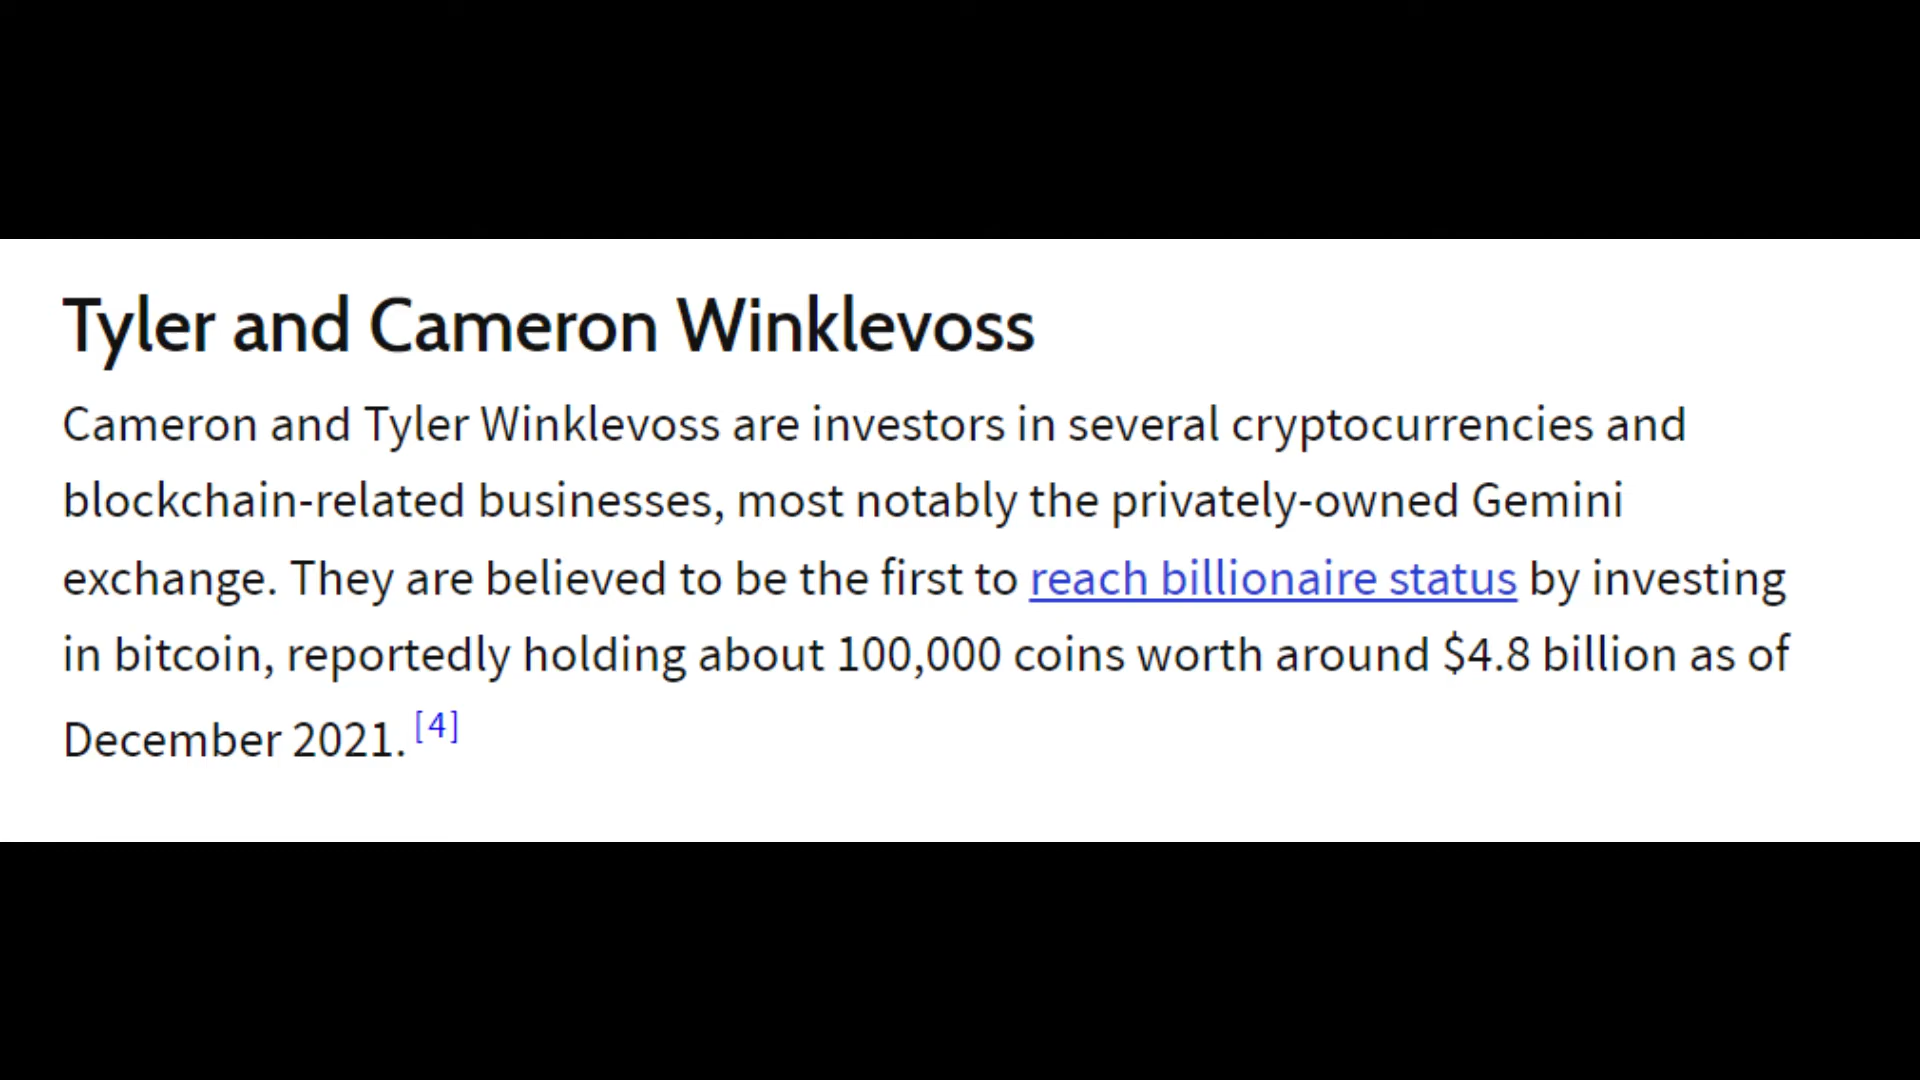 Tyler and Cameron Winklevoss
Cameron and Tyler Winklevoss are investors in several cryptocurrencies and
blockchain-related businesses, most notably the privately-owned Gemini
exchange. They are believed to be the first to reach billionaire status by investing
in bitcoin, reportedly holding about 100,000 coins worth around $4.8 billion as of
December 2021. [4]